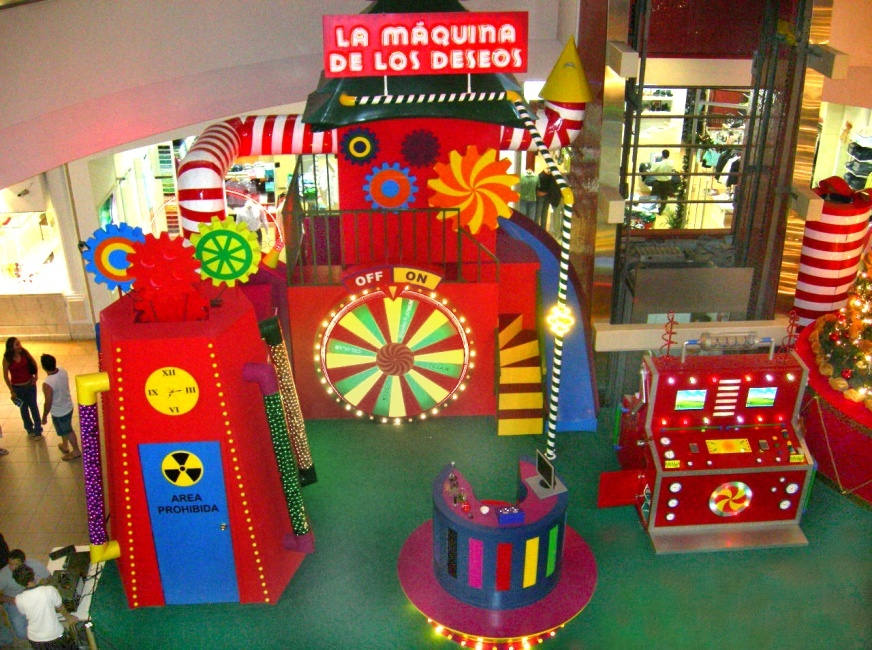 LA MÁQUINA
DE LOS DESEOS
OFF ON
XII
IX III
VI
AREA
PROHIBIDA